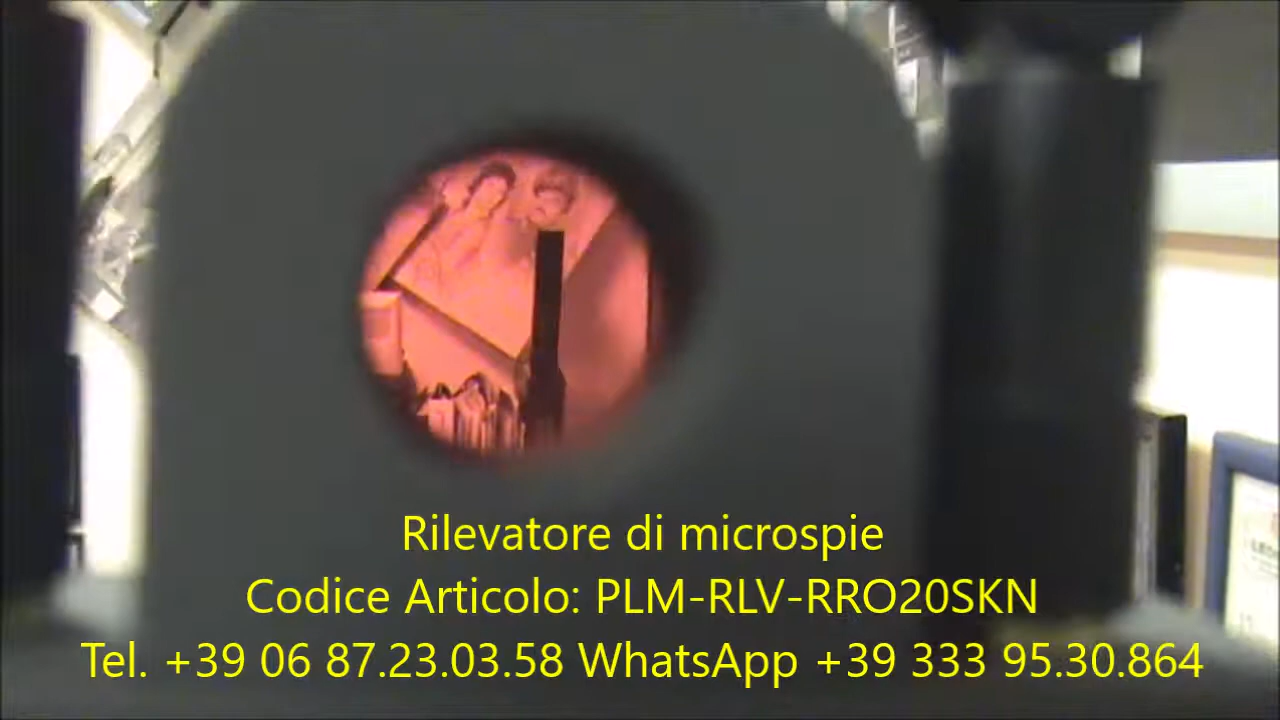 Rilevatore di microspie
Codice Articolo: PLM-RLV-RRO20SKN
Tel. +39 06 87.23.03.58 WhatsApp +39 333 95.30.864